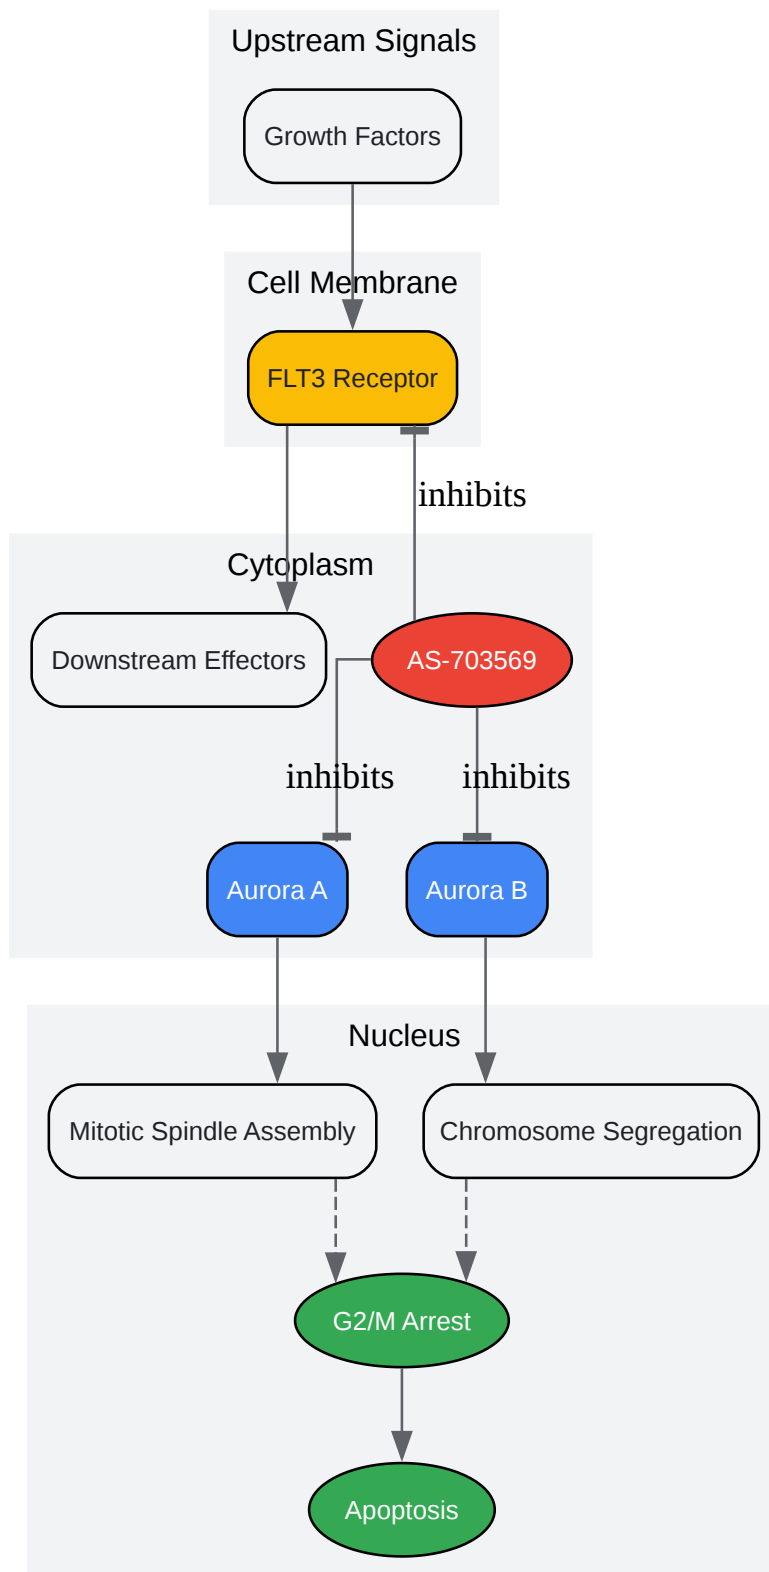 Upstream Signals
Growth Factors
Cell Membrane
FLT3 Receptor
inhibits
Cytoplasm
Downstream Effectors
AS-703569
inhibits
inhibits
Aurora A
Aurora B
Nucleus
Mitotic Spindle Assembly
Chromosome Segregation
G2/M Arrest
Apoptosis